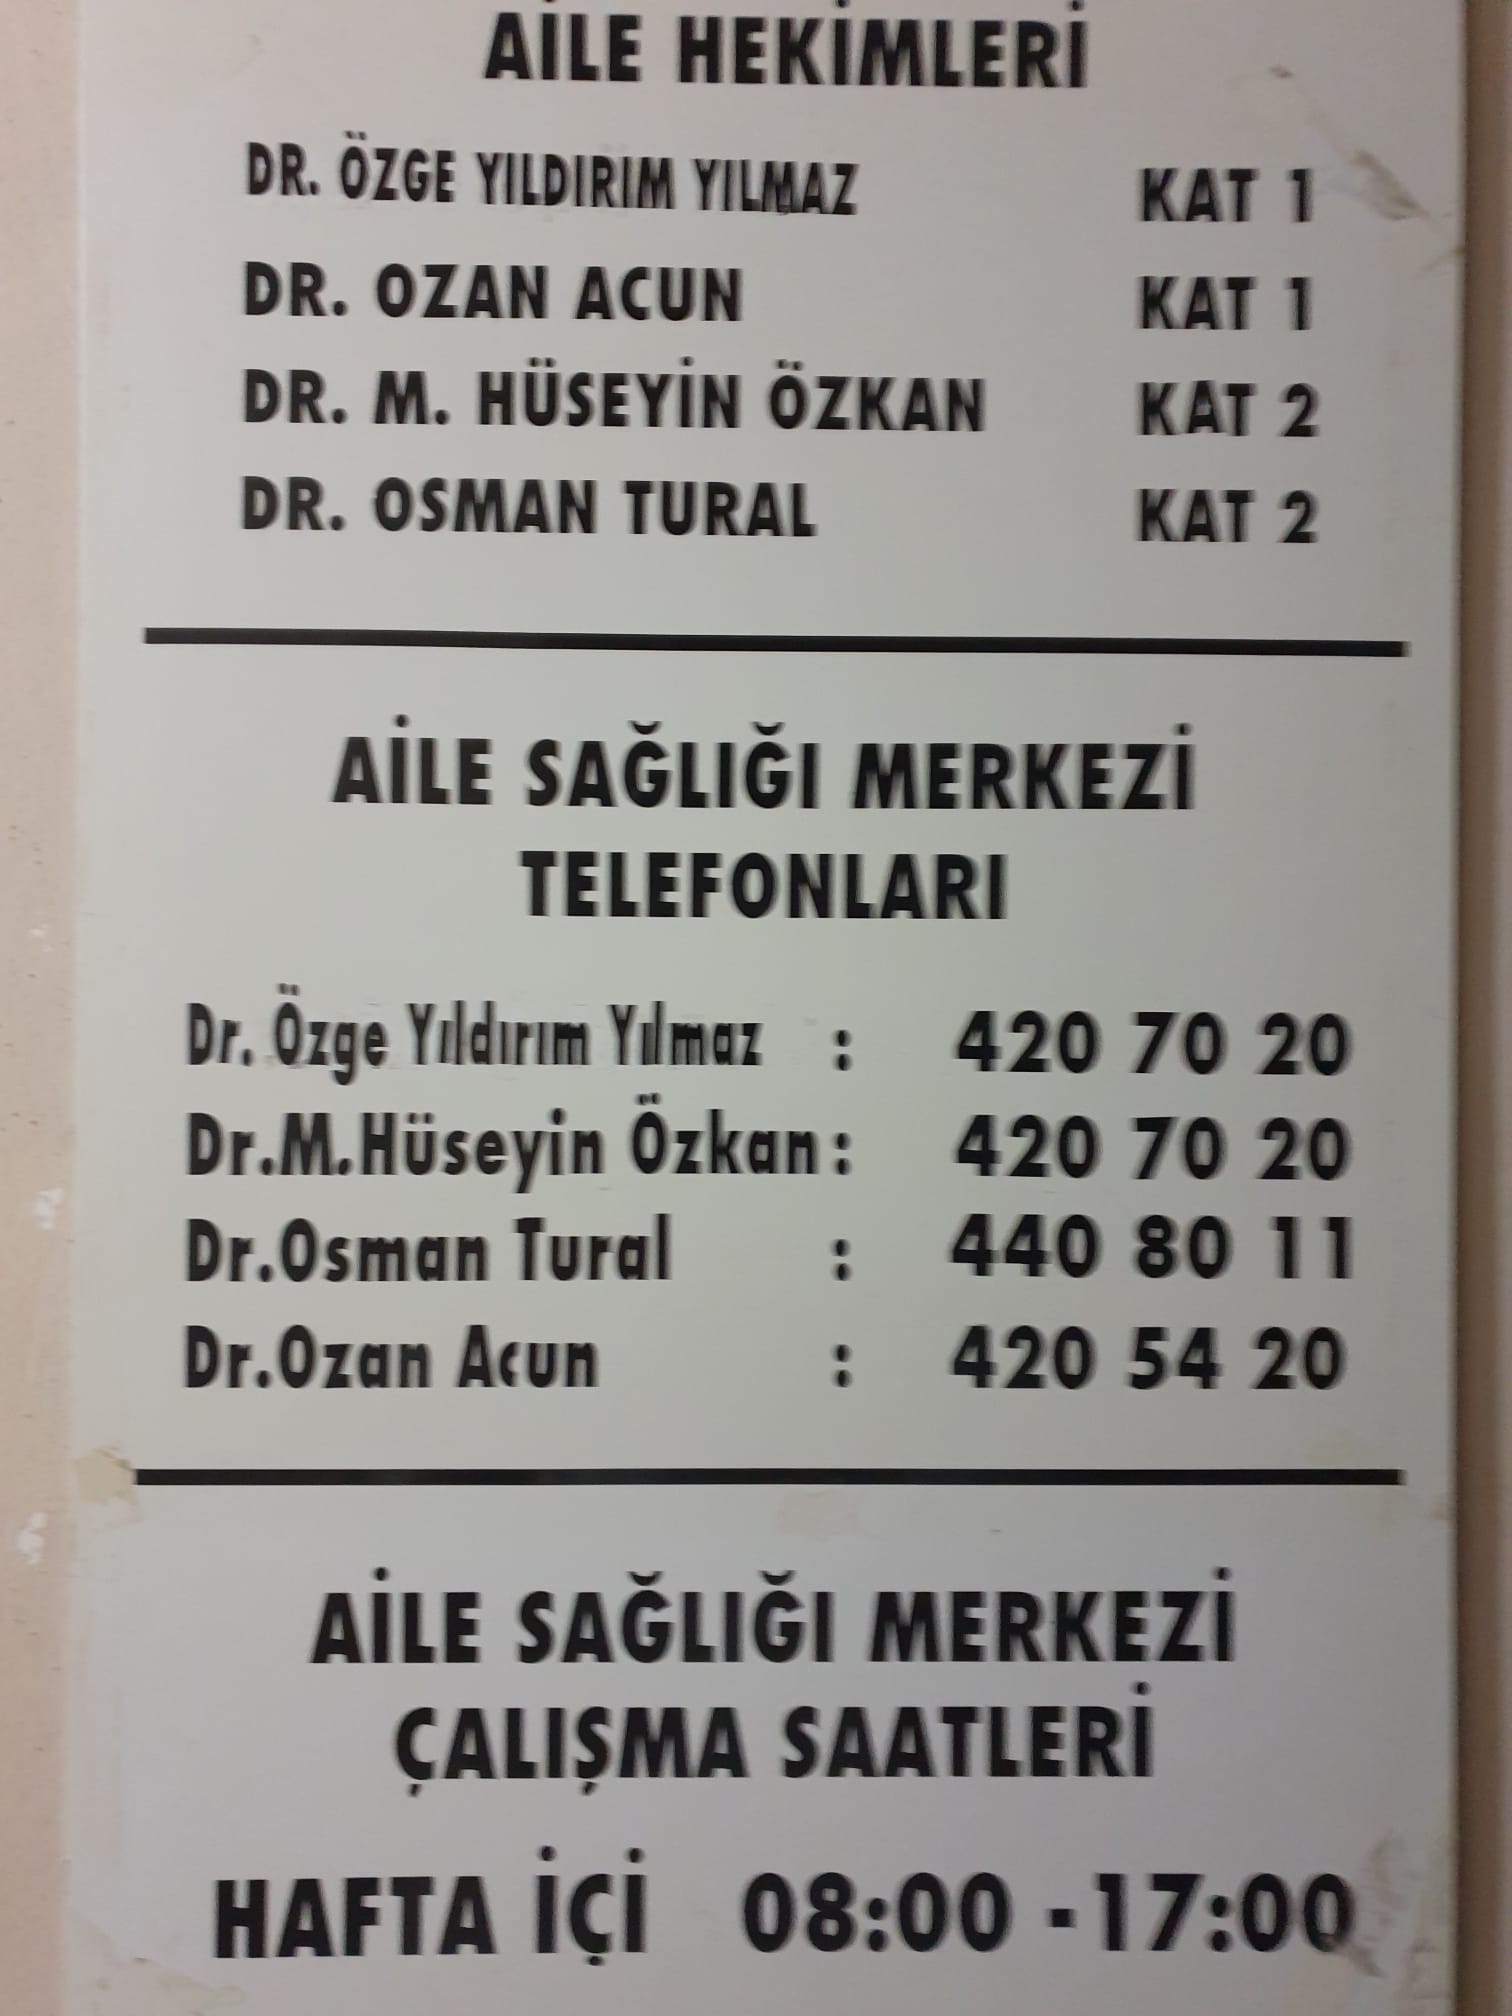 AİLE HEKİMLERİ
DR. ÖZGE YILDIRIM YILMAZ KAT 1
DR. OZAN ACUN KAT 1
DR. M. HÜSEYİN ÖZKAN KAT 2
DR. OSMAN TURAL KAT 2
AİLE SAĞLIĞI MERKEZİ
TELEFONLARI
Dr. Özge Yıldırım Yılmaz : 420 70 20
Dr.M.Hüseyin Özkan : 420 70 20
Dr.Osman Tural : 440 80 11
Dr.Ozan Acun : 420 54 20
AİLE SAĞLIĞI MERKEZİ
ÇALIŞMA SAATLERİ
HAFTA İÇİ 08:00 -17:00